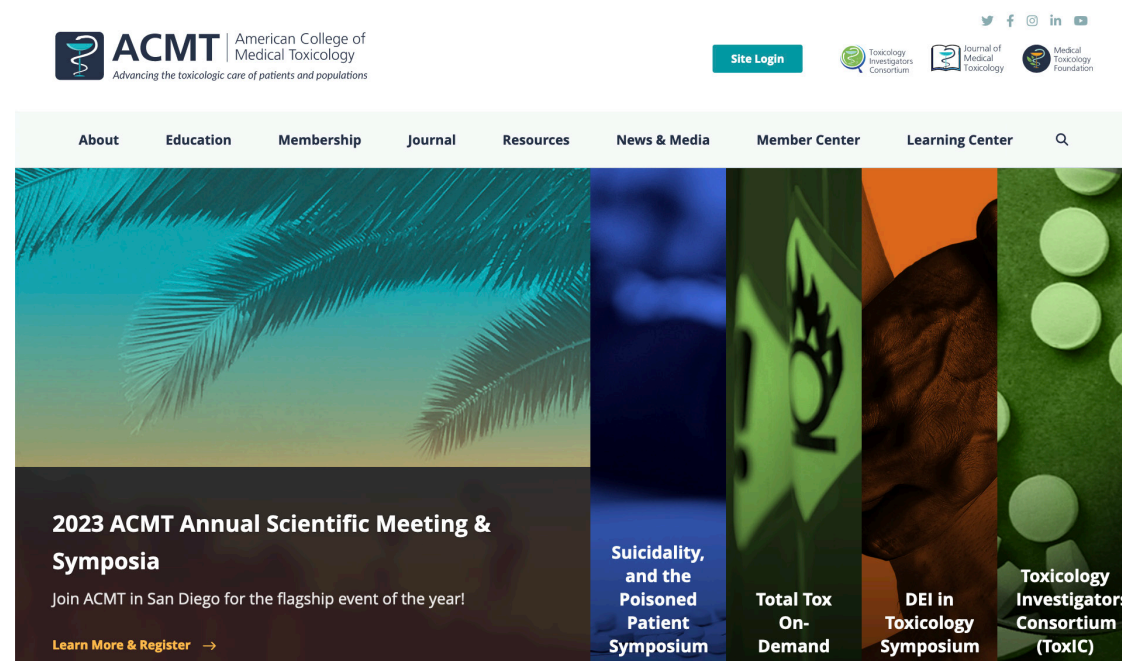 ACMT
American College of
Medical Toxicology
Advancing the toxicologic care of patients and populations
Site Login
Toxicology
Investigators
Consortium
Journal of
Medical
Toxicology
Medical
Toxicology
Foundation
About
Education
Membership
Journal
Resources
News & Media
Member Center
Learning Center
2023 ACMT Annual Scientific Meeting &
Symposia
Join ACMT in San Diego for the flagship event of the year!
Learn More & Register →
Suicidality,
and the
Poisoned
Patient
Symposium
Total Tox
On-
Demand
DEI in
Toxicology
Symposium
Toxicology
Investigators
Consortium
(ToxIC)